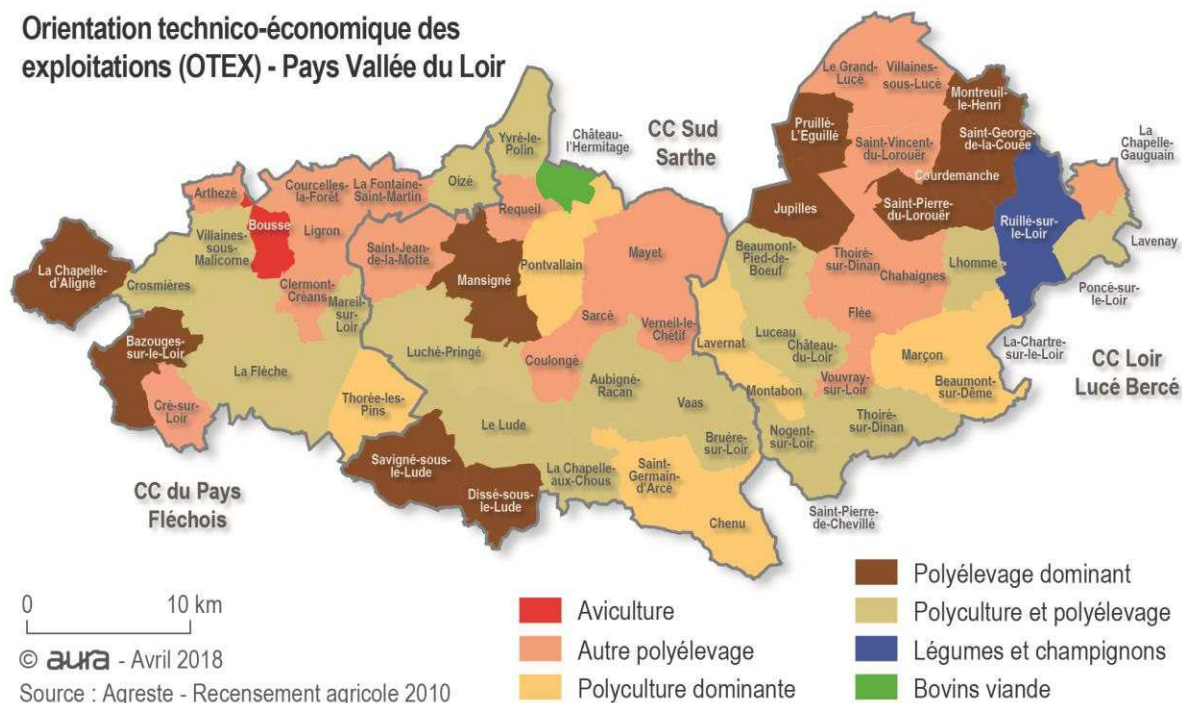 Orientation technico-économique des
exploitations (OTEX) - Pays Vallée du Loir
Le Grand-
Lucé
Villaines-
sous-Lucé
Montreuil-
le-Henri
CC Sud
Sarthe
Pruillé-
L'Eguillé
Saint-George-
de-la-Couée
La
Chapelle-
Gauguain
Yvré-le-
Polin
Château-
l'Hermitage
Saint-Vincent-
du-Lorouër
Courdemanche
Oizé
Arthezé
Courcelles-
la-Forêt
La Fontaine-
Saint-Martin
Requeil
Jupilles
Saint-Pierre-
du-Lorouër
Ruillé-sur-
le-Loir
Bousse
Ligron
Villaines-
sous-
Malicorne
Saint-Jean-
de-la-Motte
Mansigné
Pontvallain
Mayet
Beaumont-
Pied-de-
Boeuf
Thoiré-
sur-Dinan
Chahaignes
Lhomme
Lavenay
La Chapelle-
d'Aligné
Crosmières
Clermont-
Créans
Mareil-
sur-
Loir
Poncé-sur-
le-Loir
Flée
Sarcé
Verneil-le-
Chétif
Bazouges-
sur-le-Loir
Luché-Pringé
Coulongé
Lavernat
Luceau
Château-
du-Loir
Marçon
La-Chartre-
sur-le-Loir
CC Loir
Lucé Bercé
La Flèche
Aubigné-
Racan
Montabon
Vouvray-sur-
Loir
Beaumont-
sur-Dême
Cré-sur-
Loir
Thorée-les-
Pins
Le Lude
Vaas
Bruère-
sur-Loir
Nogent-
sur-Loir
Thoiré-
sur-Dinan
Savigné-sous-
le-Lude
La Chapelle-
aux-Chous
Saint-
Germain-
d'Arcé
CC du Pays
Fléchois
Dissé-sous-
le-Lude
Chenu
Saint-Pierre-
de-Chevillé
0 10 km
© aura - Avril 2018
Source : Agreste - Recensement agricole 2010
Aviculture
Autre polyélevage
Polyculture dominante
Polyélevage dominant
Polyculture et polyélevage
Légumes et champignons
Bovins viande